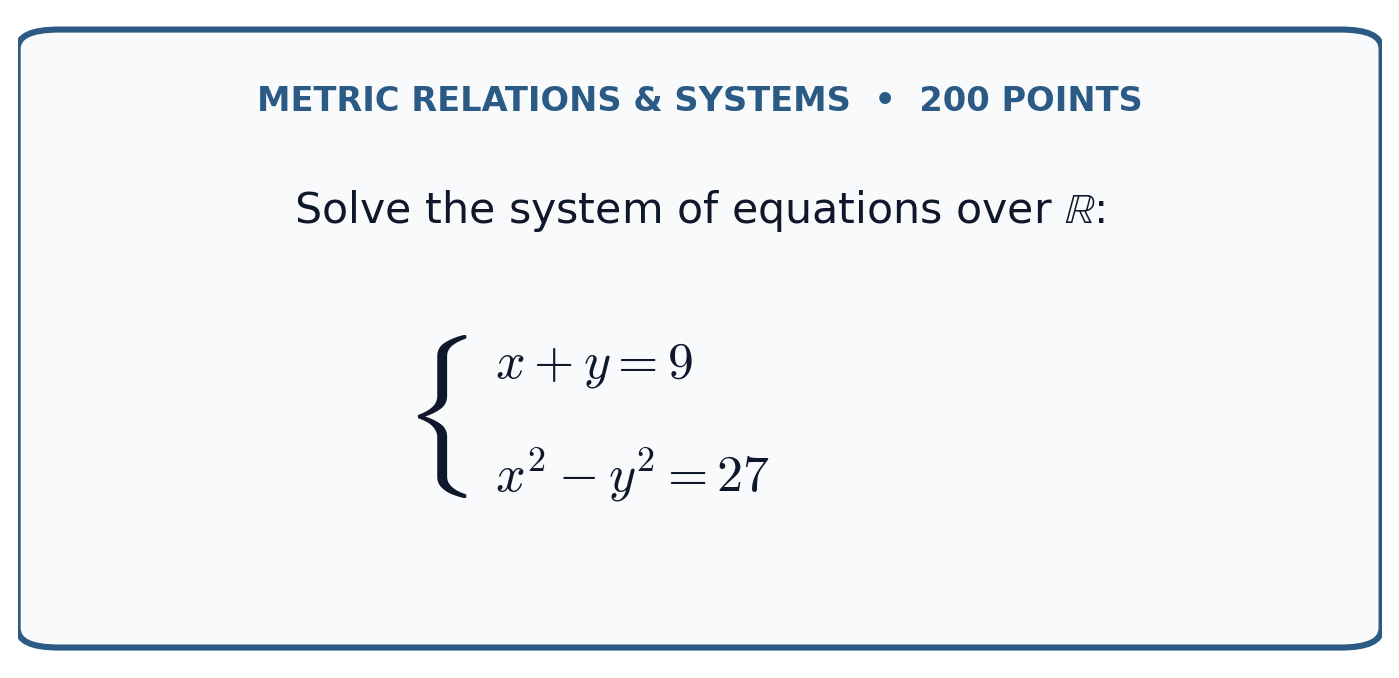 METRIC RELATIONS & SYSTEMS • 200 POINTS
Solve the system of equations over ℝ:
{ x + y = 9
x² − y² = 27